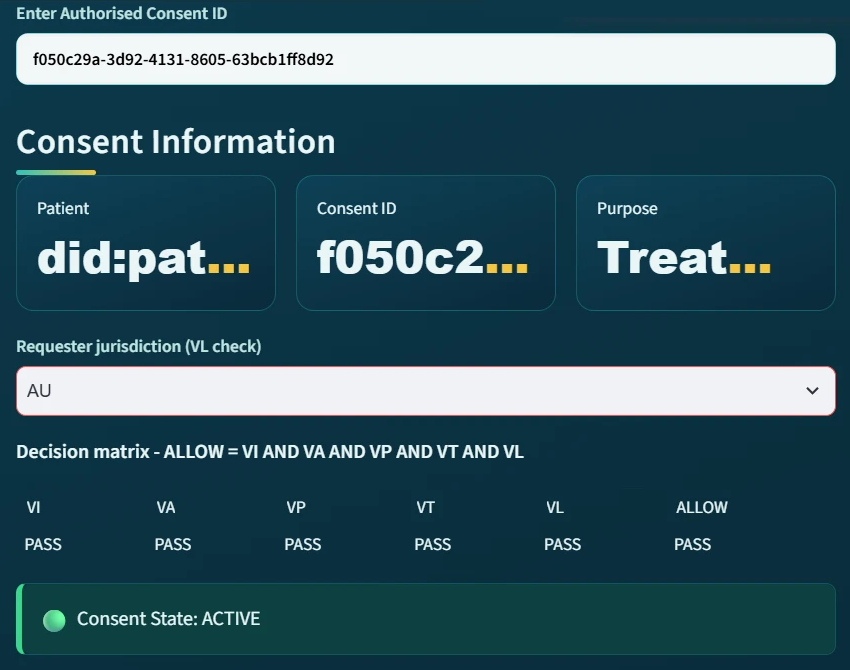 Enter Authorised Consent ID
f050c29a-3d92-4131-8605-63bcb1ff8d92
Consent Information
Patient
did:pat...
Consent ID
f050c2...
Purpose
Treat...
Requester jurisdiction (VL check)
AU
Decision matrix - ALLOW = VI AND VA AND VP AND VT AND VL
VI VA VP VT VL ALLOW
PASS PASS PASS PASS PASS PASS
Consent State: ACTIVE